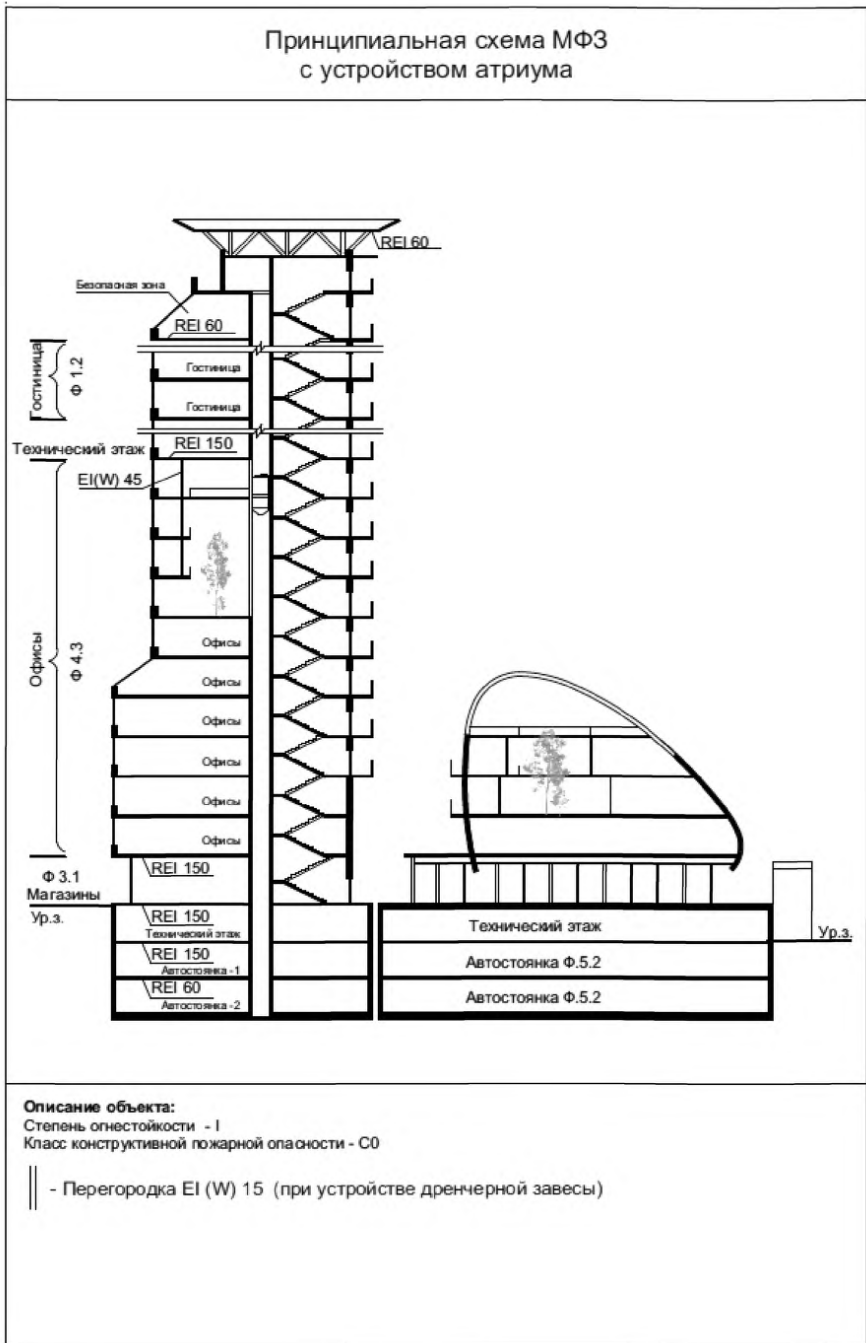 Принципиальная схема МФЗ
с устройством атриума
REI 60
Безопасная зона
REI 60
Гостиница
Ф 1.2
Гостиница
Гостиница
Технический этаж
REI 150
EI(W) 45
Офисы
Ф 4.3
Офисы
Офисы
Офисы
Офисы
Офисы
Офисы
Ф 3.1
Магазины
REI 150
Ур.з.
REI 150
Технический этаж
REI 150
Автостоянка -1
REI 60
Автостоянка -2
Технический этаж
Ур.з.
Автостоянка Ф.5.2
Автостоянка Ф.5.2
Описание объекта:
Степень огнестойкости - I
Класс конструктивной пожарной опасности - С0
- Перегородка EI (W) 15 (при устройстве дренчерной завесы)